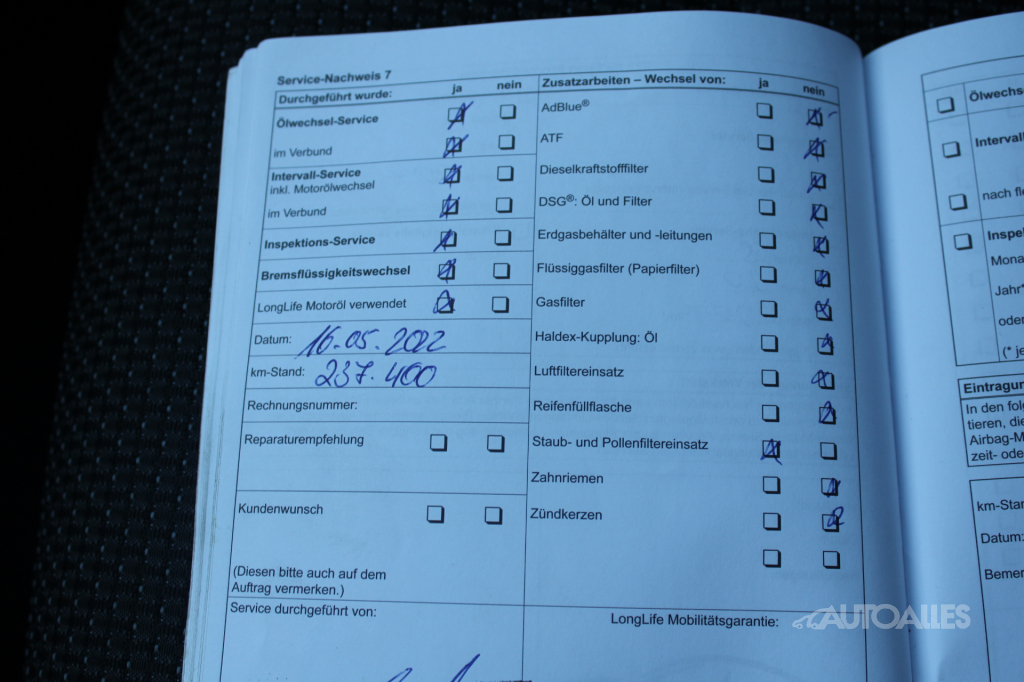 Service-Nachweis 7
Durchgeführt wurde: ja nein
Ölwechsel-Service
im Verbund
Intervall-Service
inkl. Motorölwechsel
im Verbund
Inspektions-Service
Bremsflüssigkeitswechsel
LongLife Motoröl verwendet
Datum: 16.05.2022
km-Stand: 237.400
Rechnungsnummer:
Reparaturempfehlung
Kundenwunsch
(Diesen bitte auch auf dem
Auftrag vermerken.)
Service durchgeführt von:
Zusatzarbeiten – Wechsel von: ja nein
AdBlue®
ATF
Dieselkraftstofffilter
DSG®: Öl und Filter
Erdgasbehälter und -leitungen
Flüssiggasfilter (Papierfilter)
Gasfilter
Haldex-Kupplung: Öl
Luftfiltereinsatz
Reifenfüllflasche
Staub- und Pollenfiltereinsatz
Zahnriemen
Zündkerzen
LongLife Mobilitätsgarantie:
Ölwechs
Intervall
nach fle
Inspe
Mona
Jahr*
oder
(* je
Eintragun
In den folg
tieren, die
Airbag-M
zeit- ode
km-Star
Datum:
Bemer
AUTOALLES